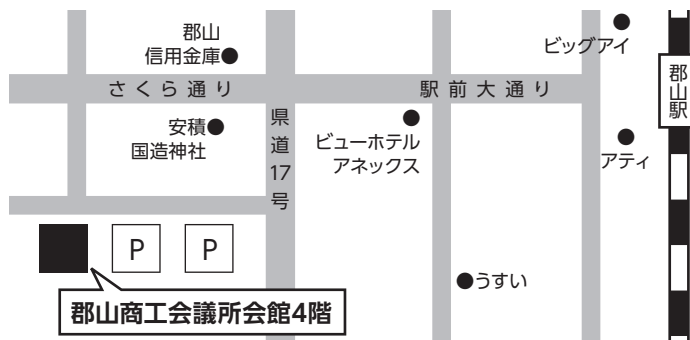 郡山
信用金庫
ビッグアイ
郡山駅
さくら通り
駅前大通り
県道17号
安積
国造神社
ビューホテル
アネックス
アティ
P
P
うすい
郡山商工会議所会館4階